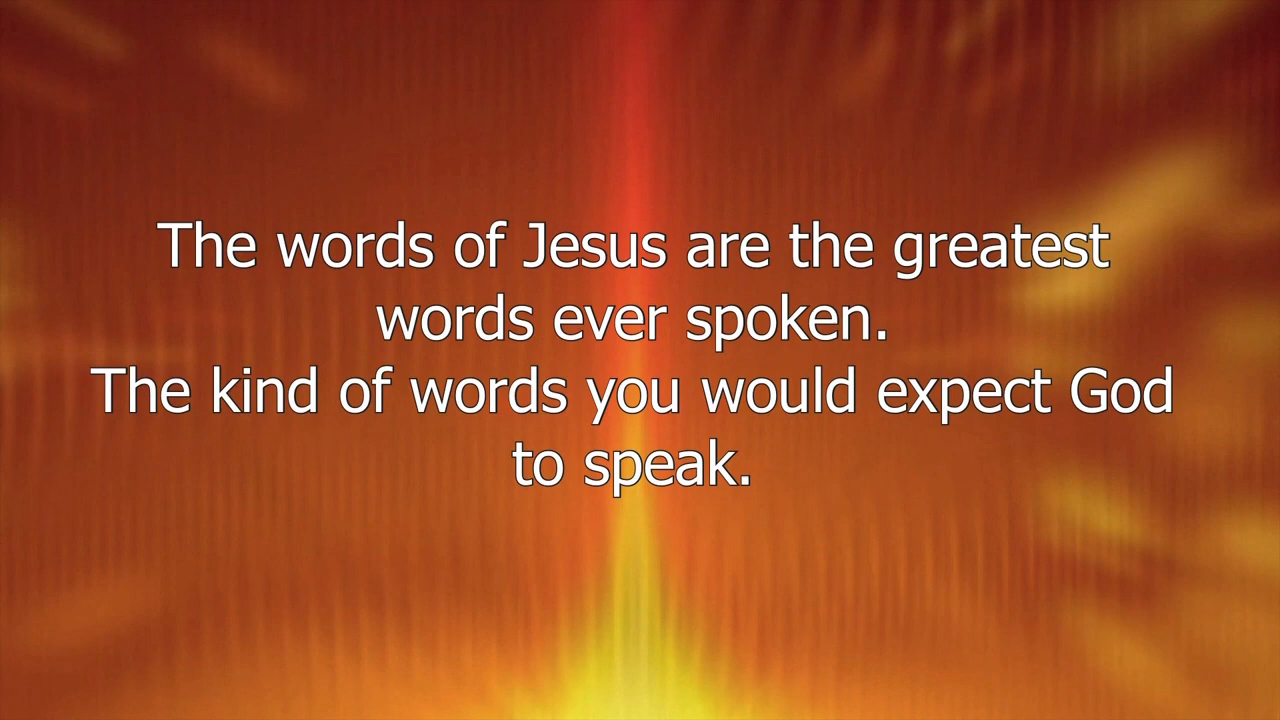 The words of Jesus are the greatest
words ever spoken.
The kind of words you would expect God
to speak.